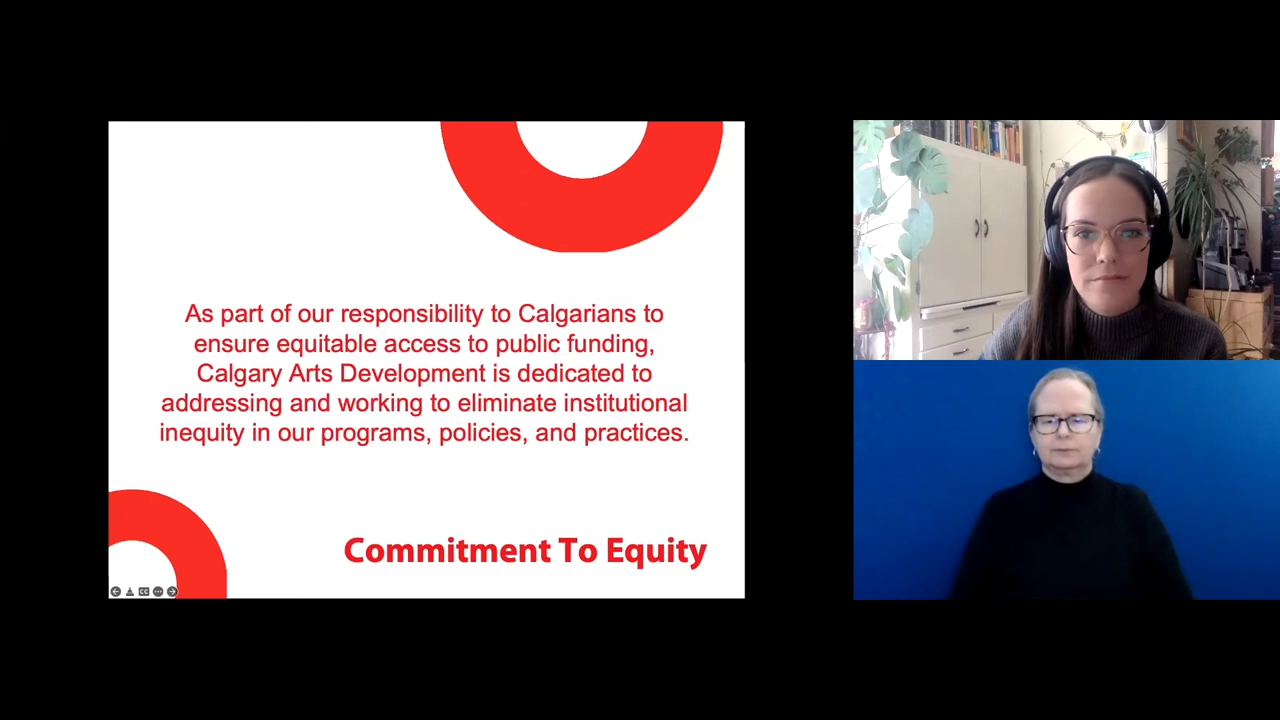 As part of our responsibility to Calgarians to
ensure equitable access to public funding,
Calgary Arts Development is dedicated to
addressing and working to eliminate institutional
inequity in our programs, policies, and practices.
Commitment To Equity